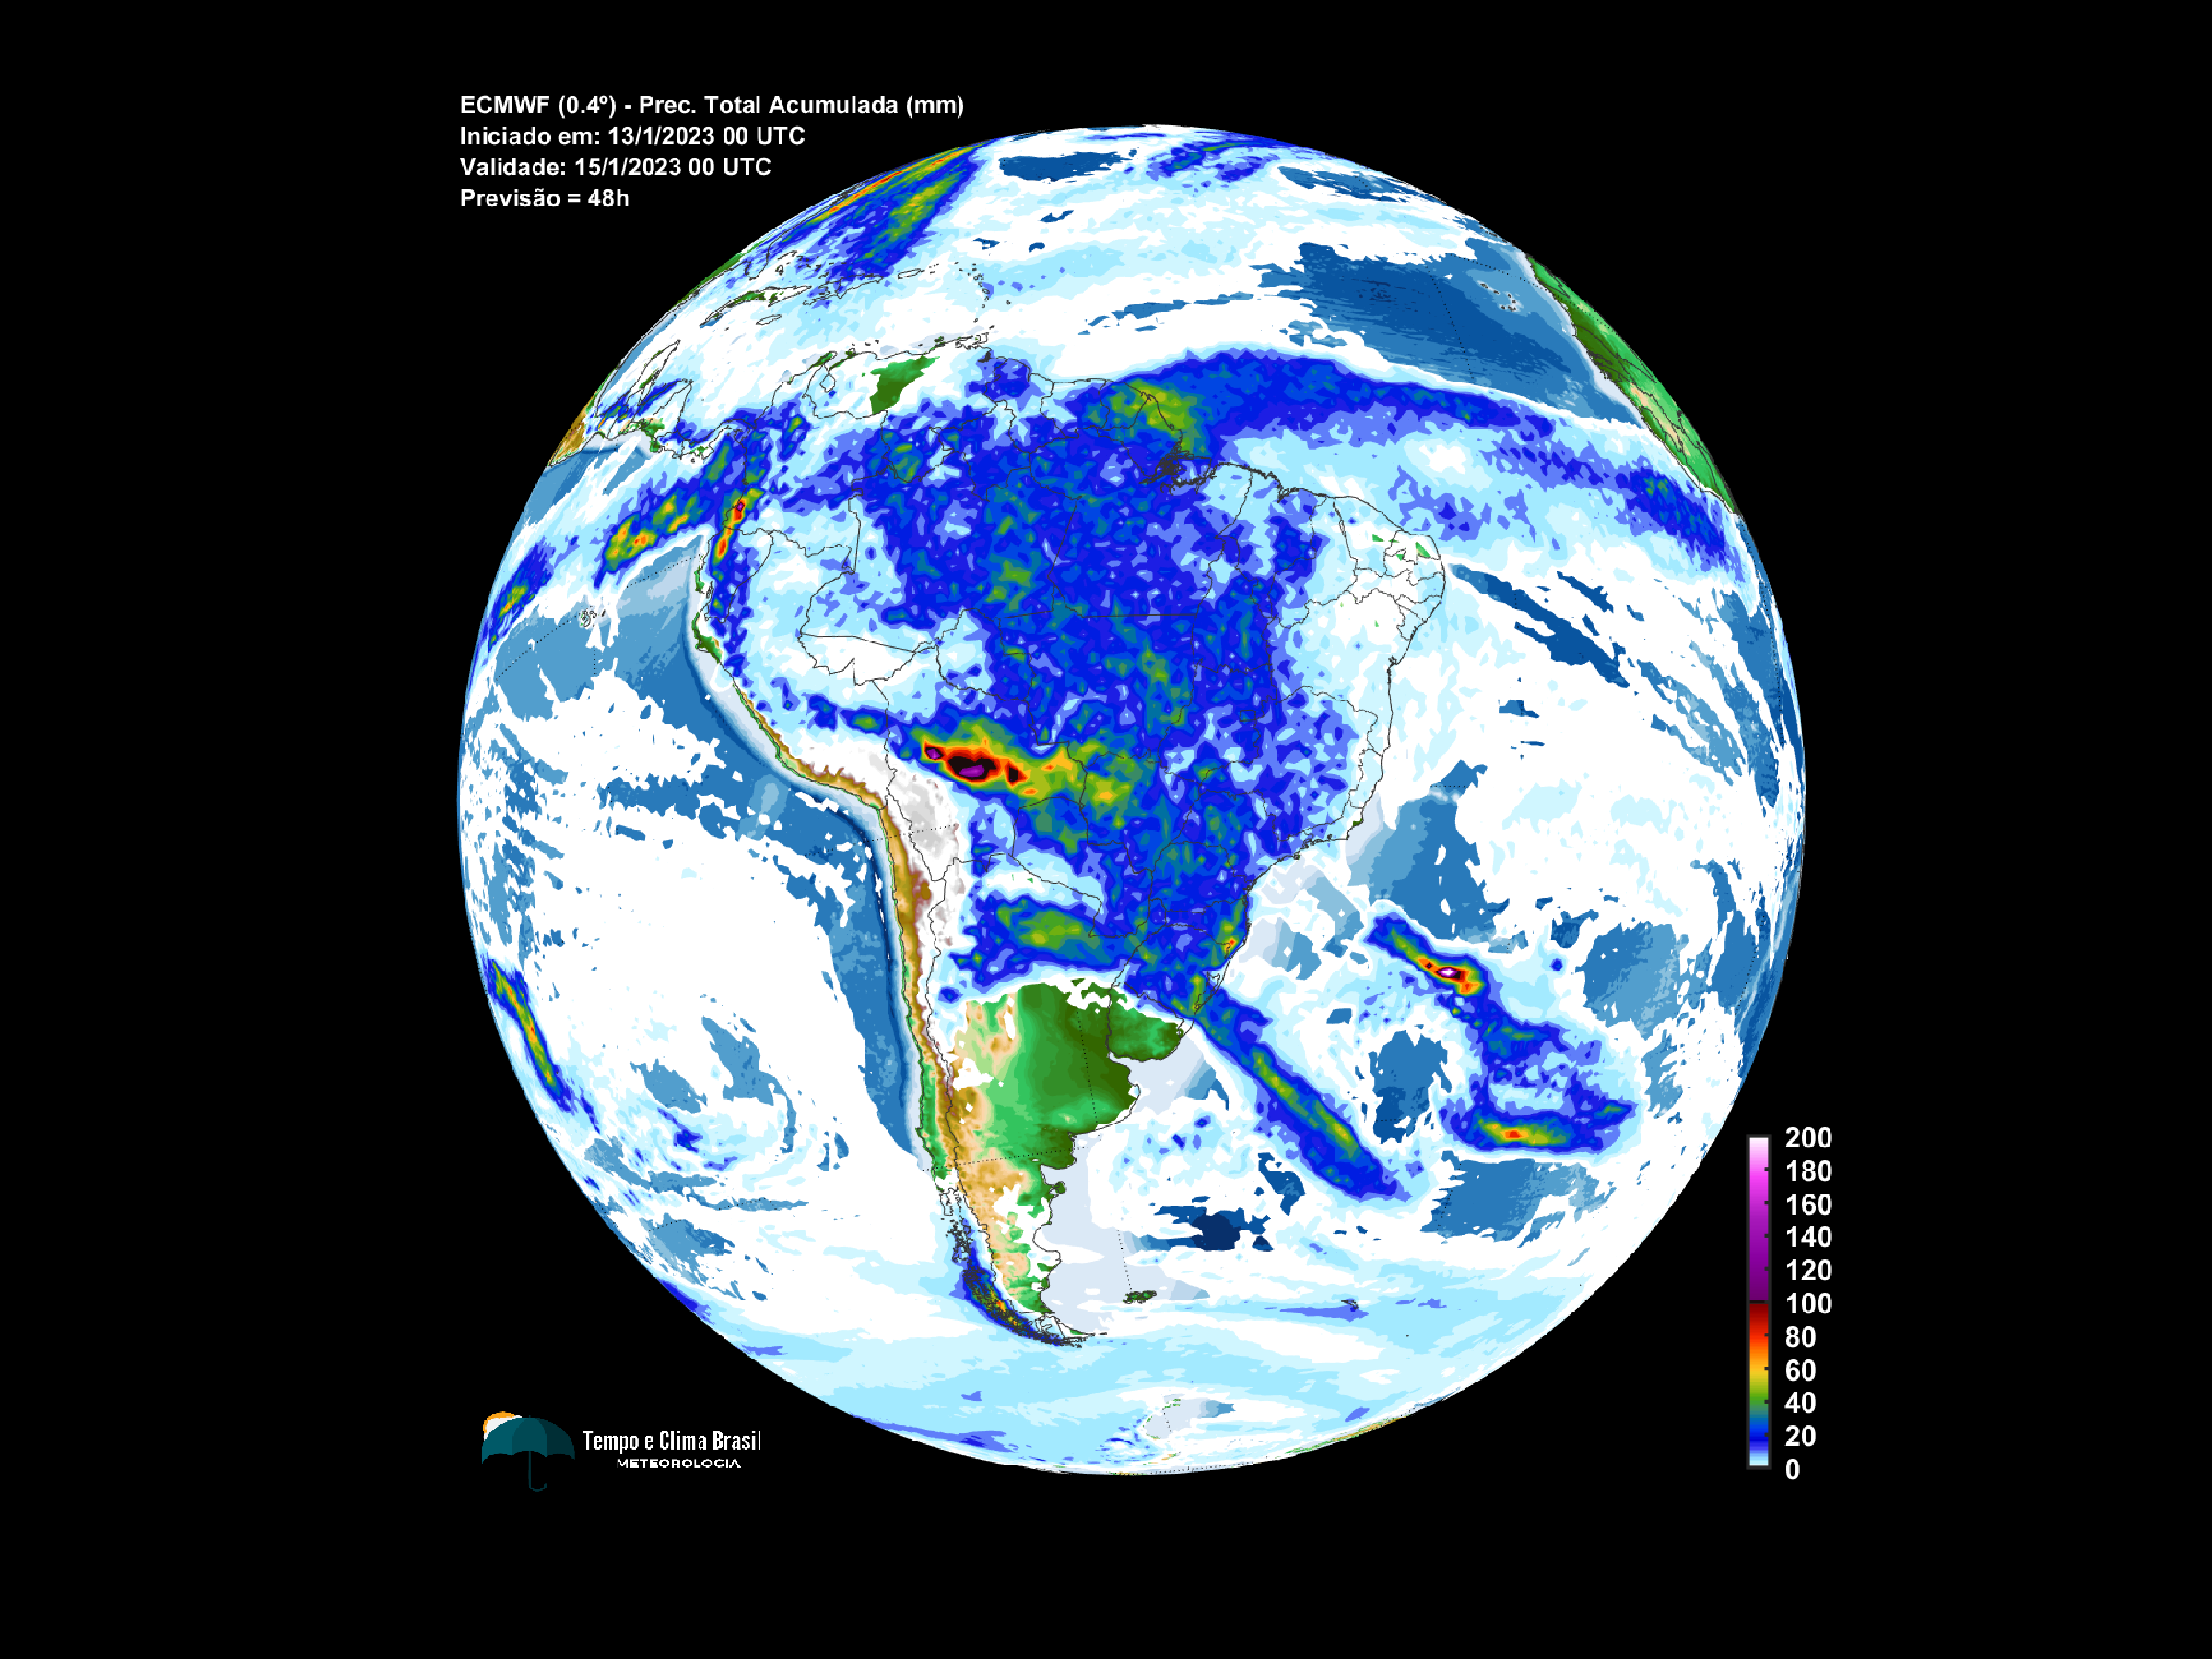 ECMWF (0.4º) - Prec. Total Acumulada (mm)
Iniciado em: 13/1/2023 00 UTC
Validade: 15/1/2023 00 UTC
Previsão = 48h
200
180
160
140
120
100
80
60
40
20
0
Tempo e Clima Brasil
METEOROLOGIA